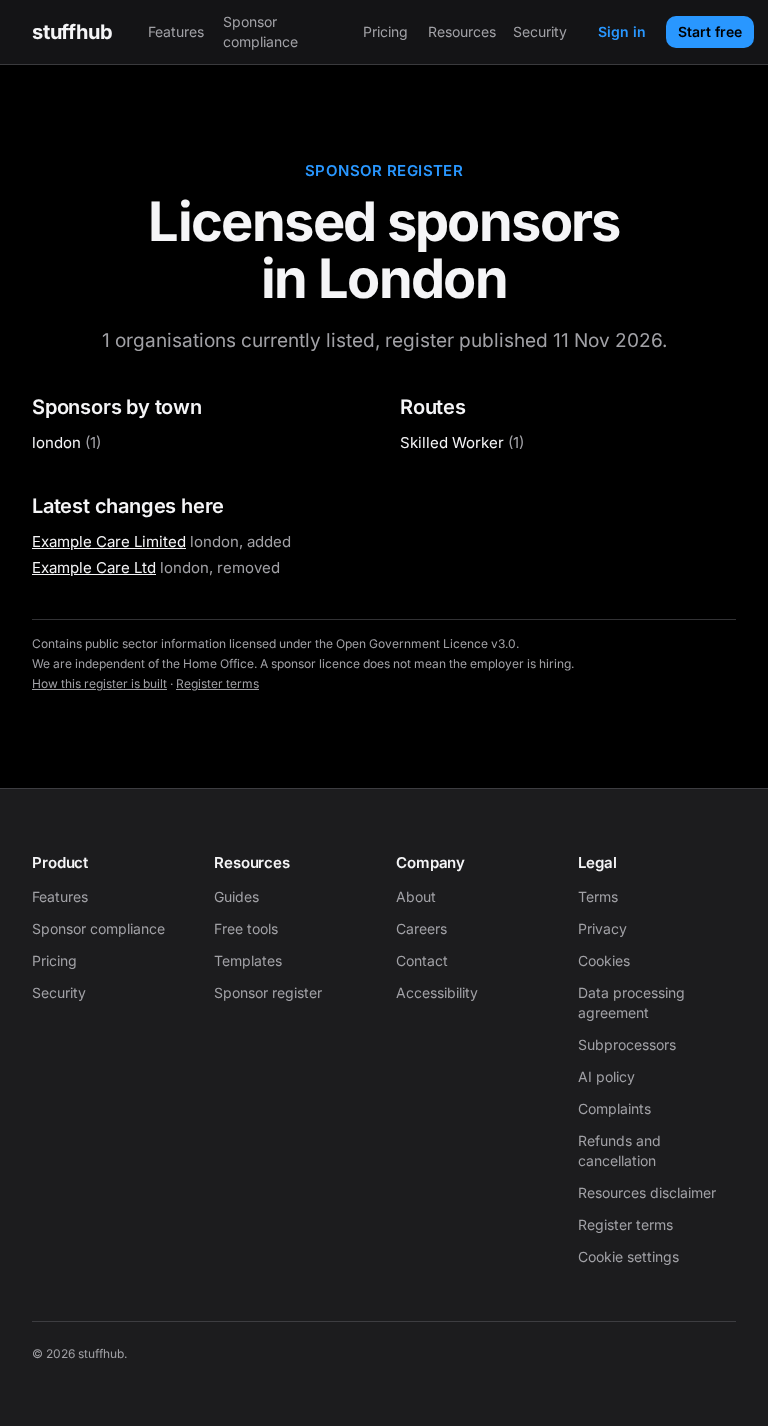 stuffhub
Features
Sponsor
compliance
Pricing
Resources
Security
Sign in
Start free
SPONSOR REGISTER
Licensed sponsors
in London
1 organisations currently listed, register published 11 Nov 2026.
Sponsors by town
london (1)
Routes
Skilled Worker (1)
Latest changes here
Example Care Limited london, added
Example Care Ltd london, removed
Contains public sector information licensed under the Open Government Licence v3.0.
We are independent of the Home Office. A sponsor licence does not mean the employer is hiring.
How this register is built · Register terms
Product
Features
Sponsor compliance
Pricing
Security
Resources
Guides
Free tools
Templates
Sponsor register
Company
About
Careers
Contact
Accessibility
Legal
Terms
Privacy
Cookies
Data processing
agreement
Subprocessors
AI policy
Complaints
Refunds and
cancellation
Resources disclaimer
Register terms
Cookie settings
© 2026 stuffhub.